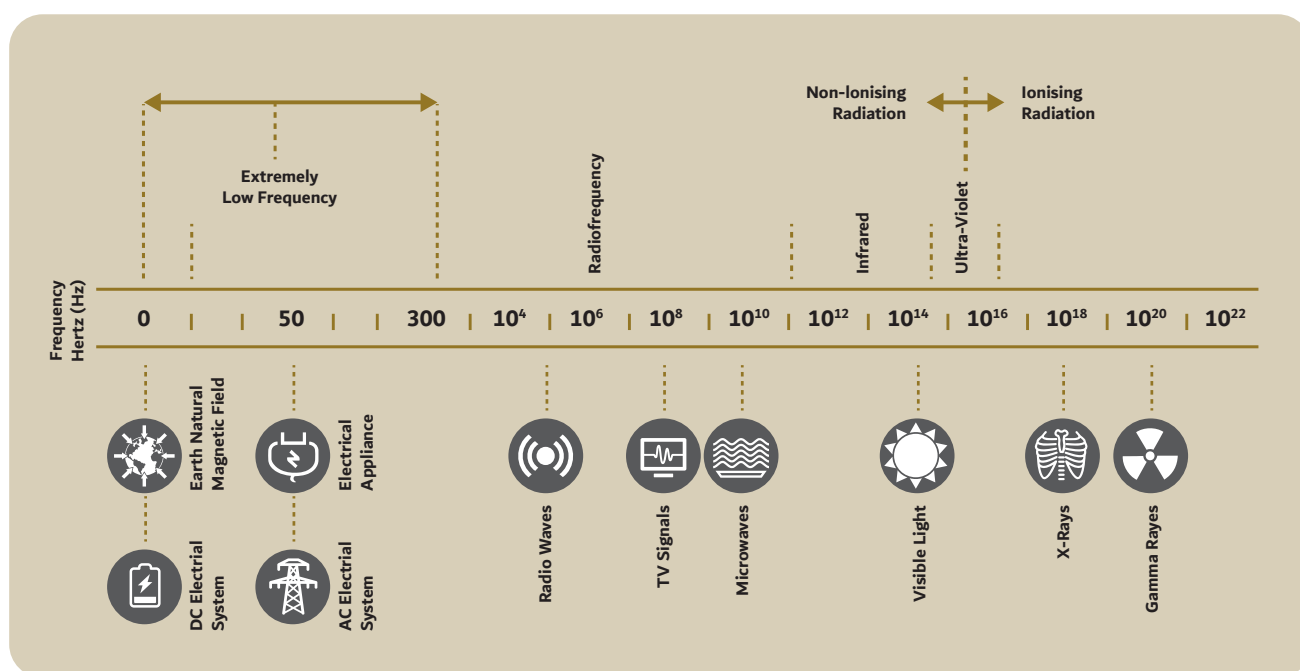 Non-Ionising
Radiation
Ionising
Radiation
Extremely
Low Frequency
Radiofrequency
Infrared
Ultra-Violet
Frequency
Hertz (Hz)
0 | | 50 | | 300 | 10⁴ | 10⁶ | 10⁸ | 10¹⁰ | 10¹² | 10¹⁴ | 10¹⁶ | 10¹⁸ | 10²⁰ | 10²²
Earth Natural
Magnetic Field
Electrical
Appliance
DC Electrial
System
AC Electrial
System
Radio Waves
TV Signals
Microwaves
Visible Light
X-Rays
Gamma Rayes